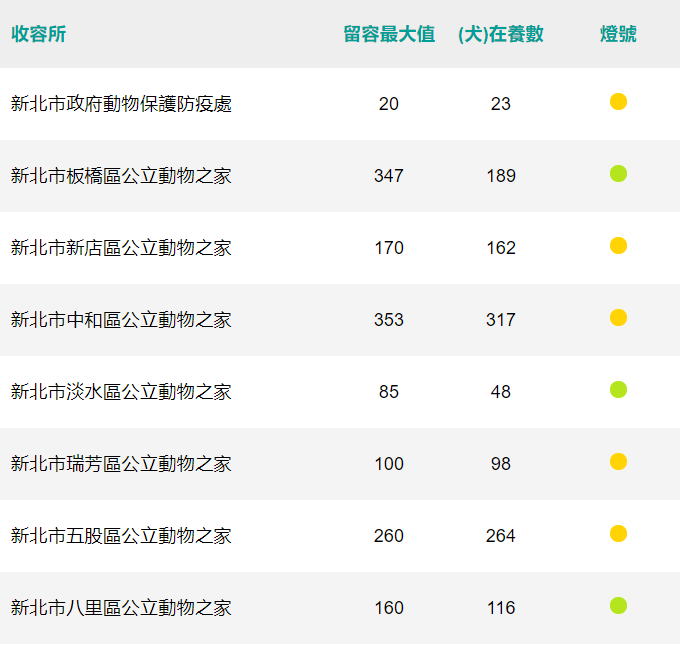 收容所 留容最大值 (犬)在養數 燈號
新北市政府動物保護防疫處 20 23
新北市板橋區公立動物之家 347 189
新北市新店區公立動物之家 170 162
新北市中和區公立動物之家 353 317
新北市淡水區公立動物之家 85 48
新北市瑞芳區公立動物之家 100 98
新北市五股區公立動物之家 260 264
新北市八里區公立動物之家 160 116